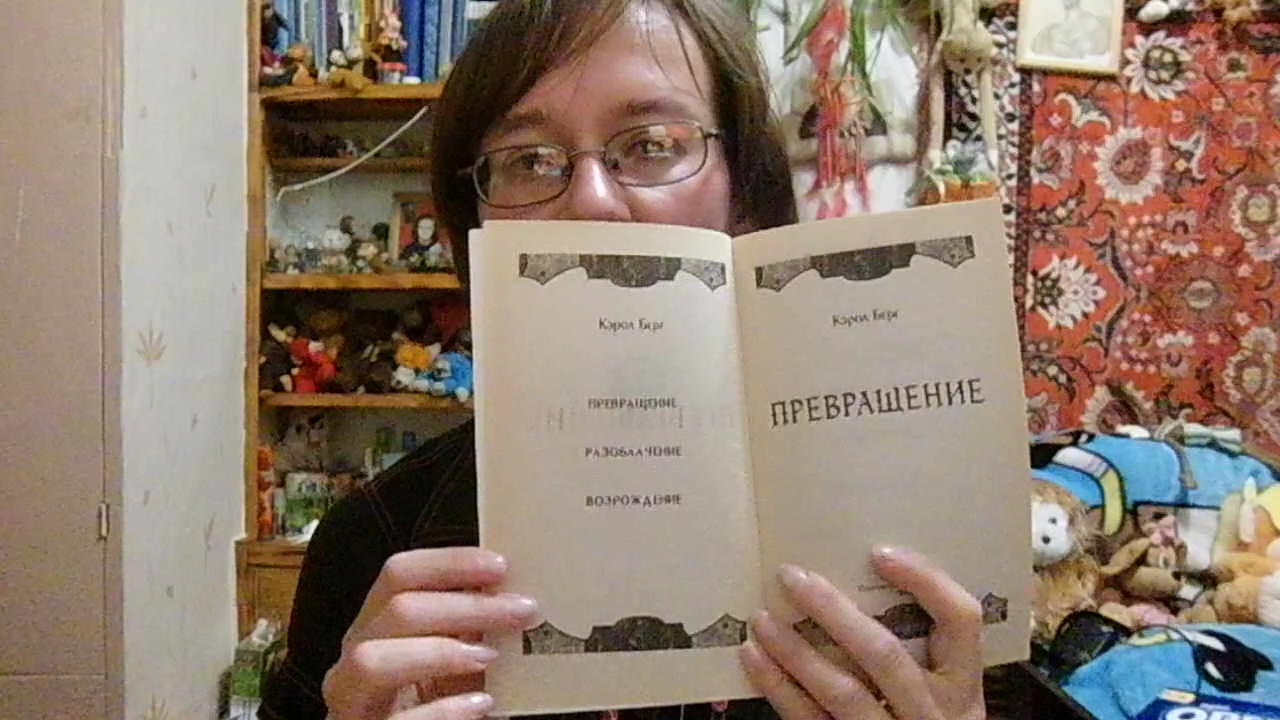 Кэрол Берг
ПРЕВРАЩЕНИЕ
РАЗОБЛАЧЕНИЕ
ВОЗРОЖДЕНИЕ
Кэрол Берг
ПРЕВРАЩЕНИЕ